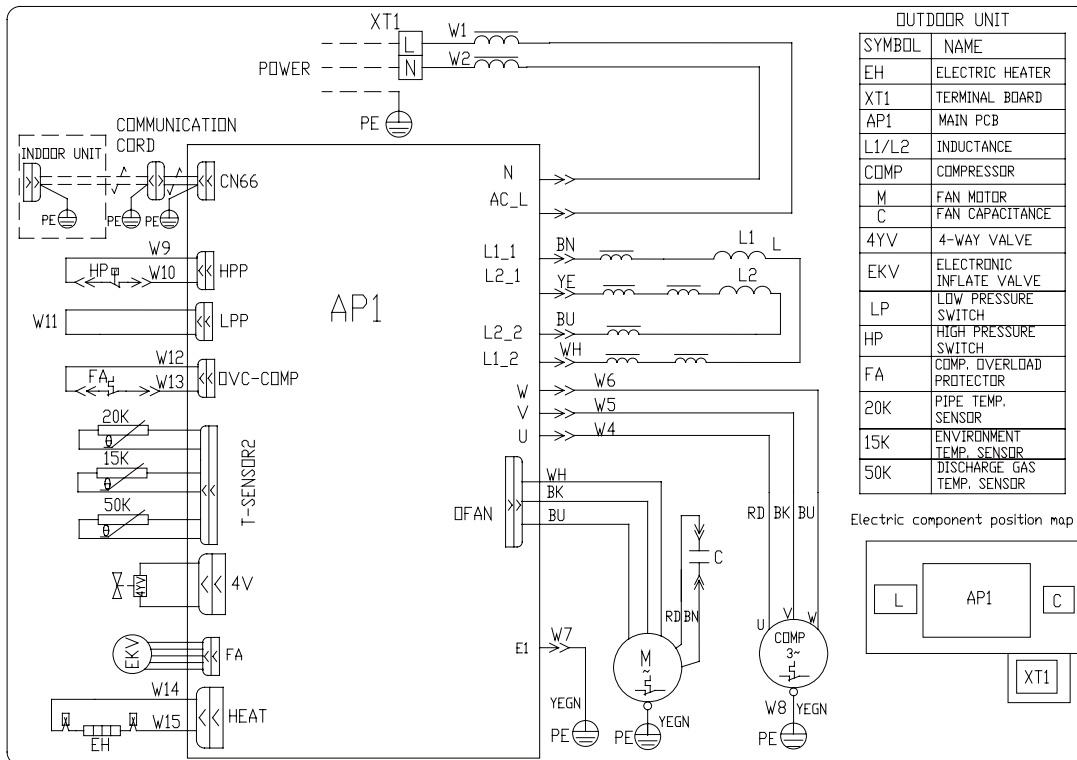 XT1
L
N
W1
W2
POWER
PE
OUTDOOR UNIT
SYMBOL NAME
EH ELECTRIC HEATER
XT1 TERMINAL BOARD
AP1 MAIN PCB
L1/L2 INDUCTANCE
COMP COMPRESSOR
M FAN MOTOR
C FAN CAPACITANCE
4YV 4-WAY VALVE
EKV ELECTRONIC
INFLATE VALVE
LP LOW PRESSURE
SWITCH
HP HIGH PRESSURE
SWITCH
FA COMP. OVERLOAD
PROTECTOR
20K PIPE TEMP.
SENSOR
15K ENVIRONMENT
TEMP. SENSOR
50K DISCHARGE GAS
TEMP. SENSOR
COMMUNICATION
CORD
INDOOR UNIT
PE
PE
PE
CN66
W9
HP
W10
HPP
W11
LPP
W12
FA
W13
OVC-COMP
20K
θ
15K
θ
50K
θ
T-SENSOR2
4YV
4V
EKV
FA
W14
W15
EH
HEAT
AP1
N
AC_L
L1_1
BN
L1
L
L2_1
YE
L2
L2_2
BU
L1_2
WH
W
W6
V
W5
U
W4
OFAN
WH
BK
BU
RD
BK
BU
C
RD
BN
M
~
U
V
W
COMP
3~
E1
W7
YEGN
PE
YEGN
PE
W8
YEGN
PE
Electric component position map
L
AP1
C
XT1